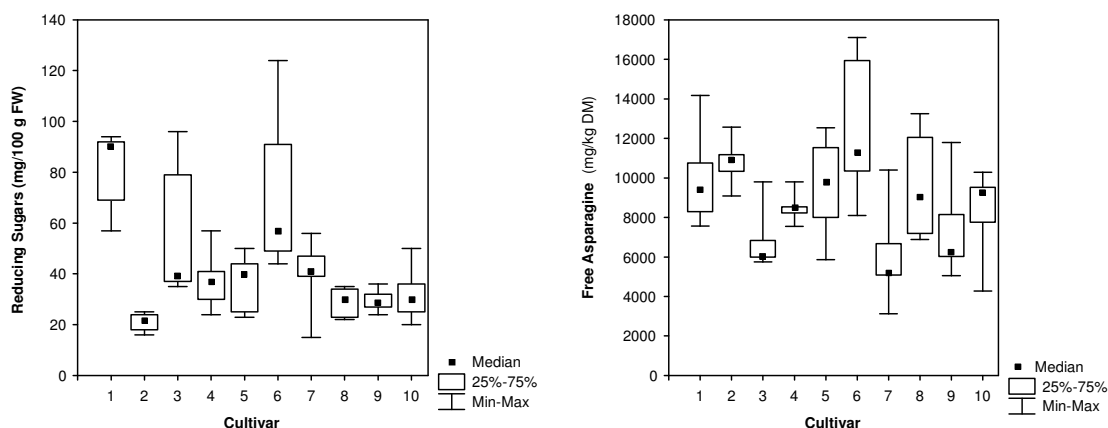 Reducing Sugars (mg/100 g FW)
140
120
100
80
60
40
20
0
1 2 3 4 5 6 7 8 9 10
Cultivar
Median
25%-75%
Min-Max
Free Asparagine (mg/kg DM)
18000
16000
14000
12000
10000
8000
6000
4000
2000
0
1 2 3 4 5 6 7 8 9 10
Cultivar
Median
25%-75%
Min-Max